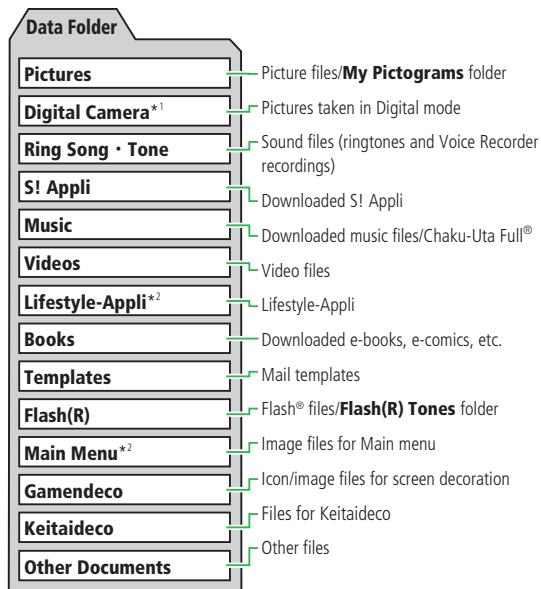 Data Folder
Pictures
Picture files/My Pictograms folder
Digital Camera*1
Pictures taken in Digital mode
Ring Song・Tone
Sound files (ringtones and Voice Recorder
recordings)
S! Appli
Downloaded S! Appli
Music
Downloaded music files/Chaku-Uta Full®
Videos
Video files
Lifestyle-Appli*2
Lifestyle-Appli
Books
Downloaded e-books, e-comics, etc.
Templates
Mail templates
Flash(R)
Flash® files/Flash(R) Tones folder
Main Menu*2
Image files for Main menu
Gamendeco
Icon/image files for screen decoration
Keitaideco
Files for Keitaideco
Other Documents
Other files